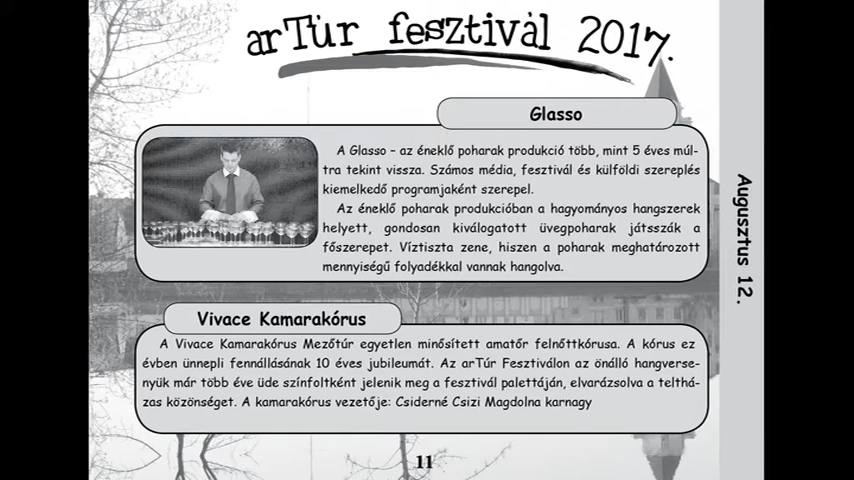 arTúr fesztivál 2017.
Glasso
A Glasso – az éneklő poharak produkció több, mint 5 éves múl-
tra tekint vissza. Számos média, fesztivál és külföldi szereplés
kiemelkedő programjaként szerepel.
Az éneklő poharak produkcióban a hagyományos hangszerek
helyett, gondosan kiválogatott üvegpoharak játsszák a
főszerepet. Víztiszta zene, hiszen a poharak meghatározott
mennyiségű folyadékkal vannak hangolva.
Vivace Kamarakórus
A Vivace Kamarakórus Mezőtúr egyetlen minősített amatőr felnőttkórusa. A kórus ez
évben ünnepli fennállásának 10 éves jubileumát. Az arTúr Fesztiválon az önálló hangverse-
nyük már több éve üde színfoltként jelenik meg a fesztivál palettáján, elvarázsolva a telthá-
zas közönséget. A kamarakórus vezetője: Csiderné Csizi Magdolna karnagy
Augusztus 12.
11